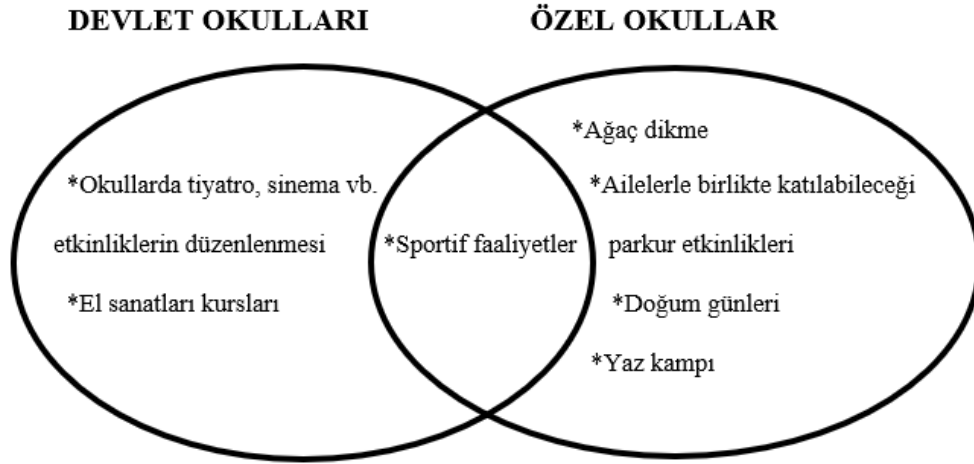 DEVLET OKULLARI
ÖZEL OKULLAR
*Okullarda tiyatro, sinema vb.
etkinliklerin düzenlenmesi
*El sanatları kursları
*Sportif faaliyetler
*Ağaç dikme
*Ailelerle birlikte katılabileceği
parkur etkinlikleri
*Doğum günleri
*Yaz kampı